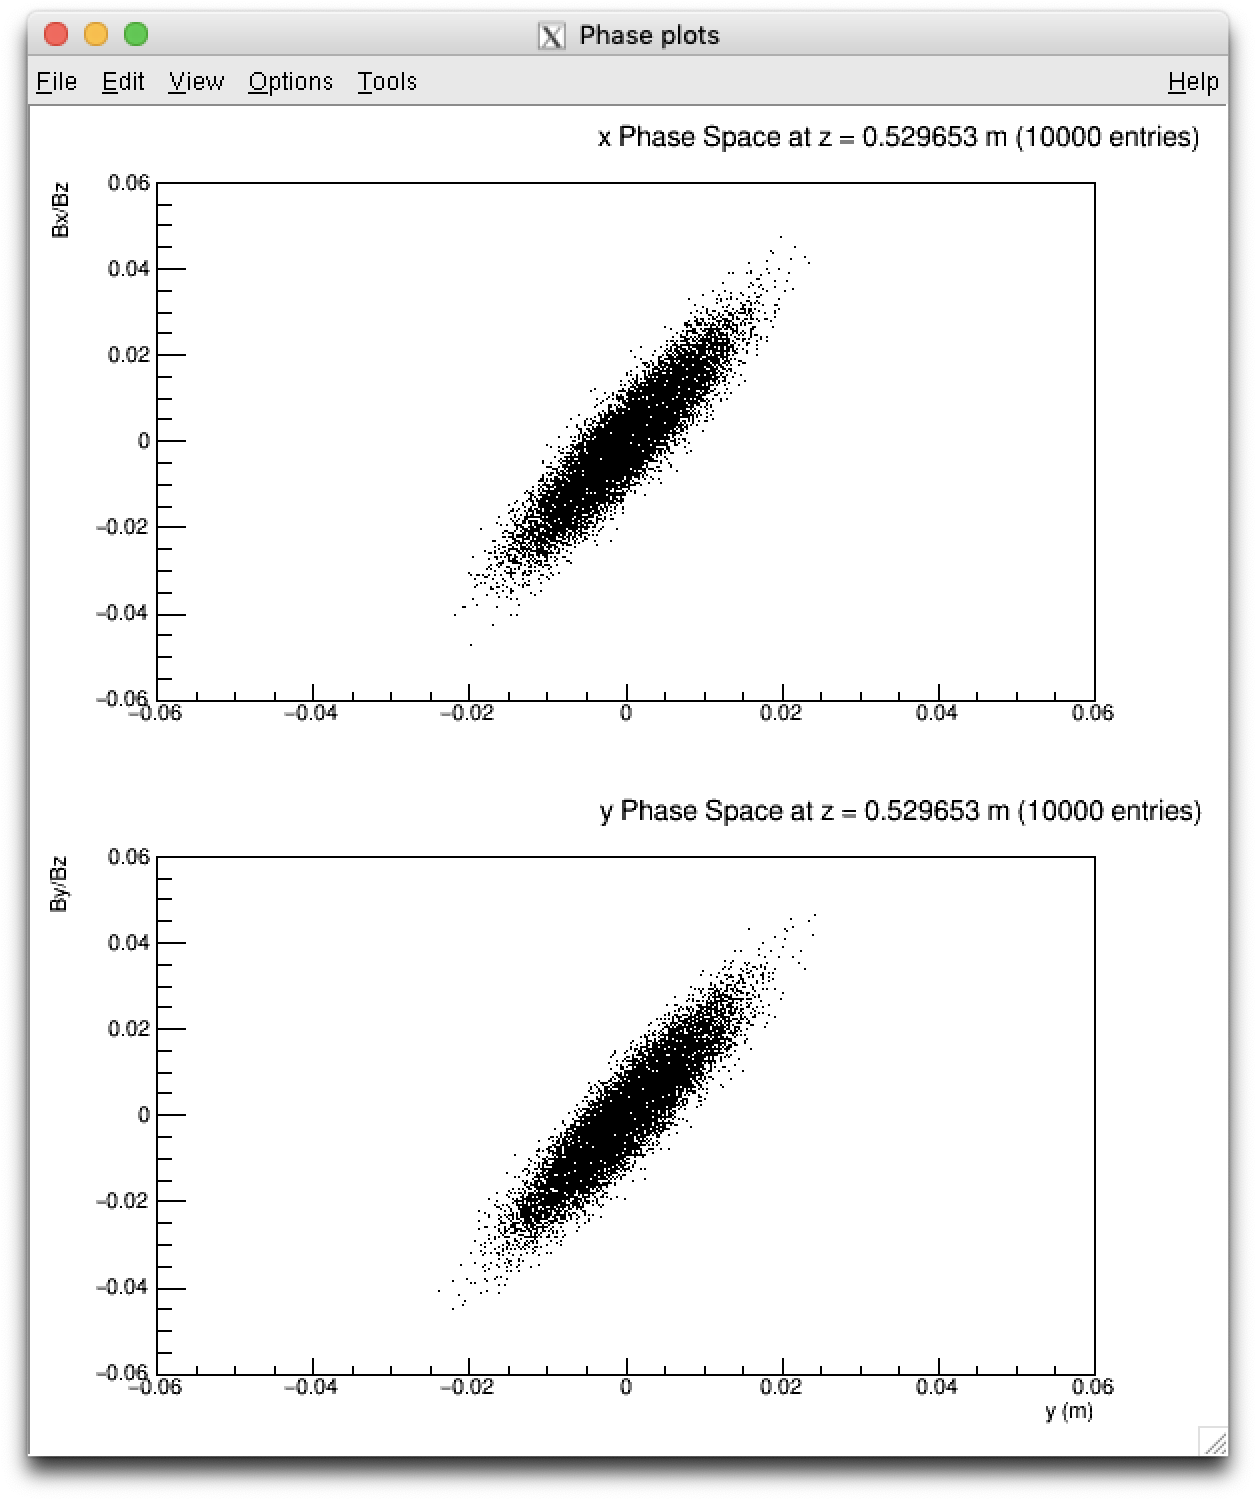 Phase plots
File Edit View Options Tools Help
x Phase Space at z = 0.529653 m (10000 entries)
Bx/Bz
0.06
0.04
0.02
0
−0.02
−0.04
−0.06
−0.06 −0.04 −0.02 0 0.02 0.04 0.06
y Phase Space at z = 0.529653 m (10000 entries)
By/Bz
0.06
0.04
0.02
0
−0.02
−0.04
−0.06
−0.06 −0.04 −0.02 0 0.02 0.04 0.06
y (m)